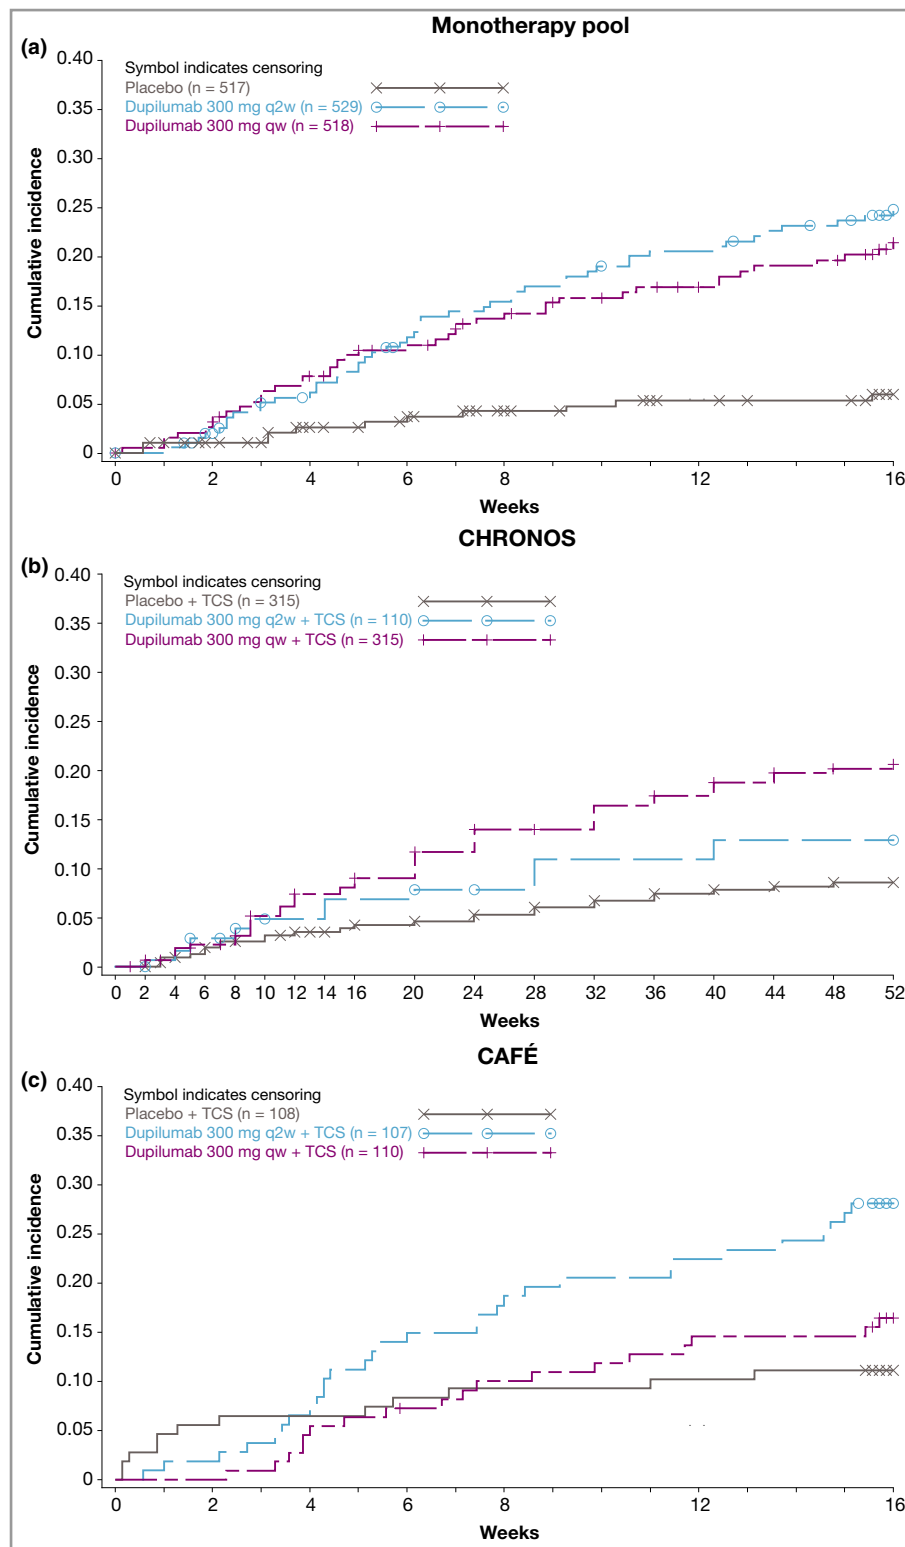 Monotherapy pool
(a)
0.40
Symbol indicates censoring
Placebo (n = 517)
0.35
Dupilumab 300 mg q2w (n = 529)
Dupilumab 300 mg qw (n = 518)
0.30
0.25
0.20
0.15
0.10
0.05
0
Cumulative incidence
0 2 4 6 8 12 16
Weeks
CHRONOS
(b)
0.40
Symbol indicates censoring
Placebo + TCS (n = 315)
0.35
Dupilumab 300 mg q2w + TCS (n = 110)
Dupilumab 300 mg qw + TCS (n = 315)
0.30
0.25
0.20
0.15
0.10
0.05
0
Cumulative incidence
0 2 4 6 8 10 12 14 16 20 24 28 32 36 40 44 48 52
Weeks
CAFÉ
(c)
0.40
Symbol indicates censoring
Placebo + TCS (n = 108)
0.35
Dupilumab 300 mg q2w + TCS (n = 107)
Dupilumab 300 mg qw + TCS (n = 110)
0.30
0.25
0.20
0.15
0.10
0.05
0
Cumulative incidence
0 2 4 6 8 12 16
Weeks